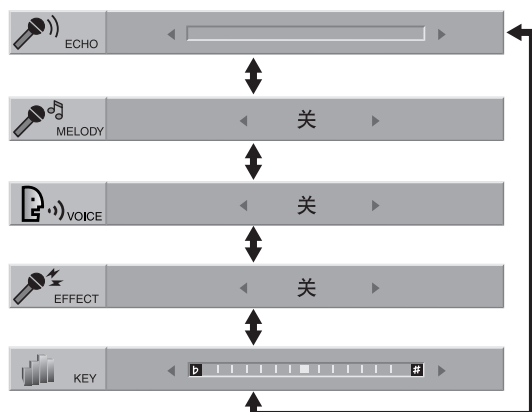 ECHO
MELODY 关
VOICE 关
EFFECT 关
KEY ♭ #